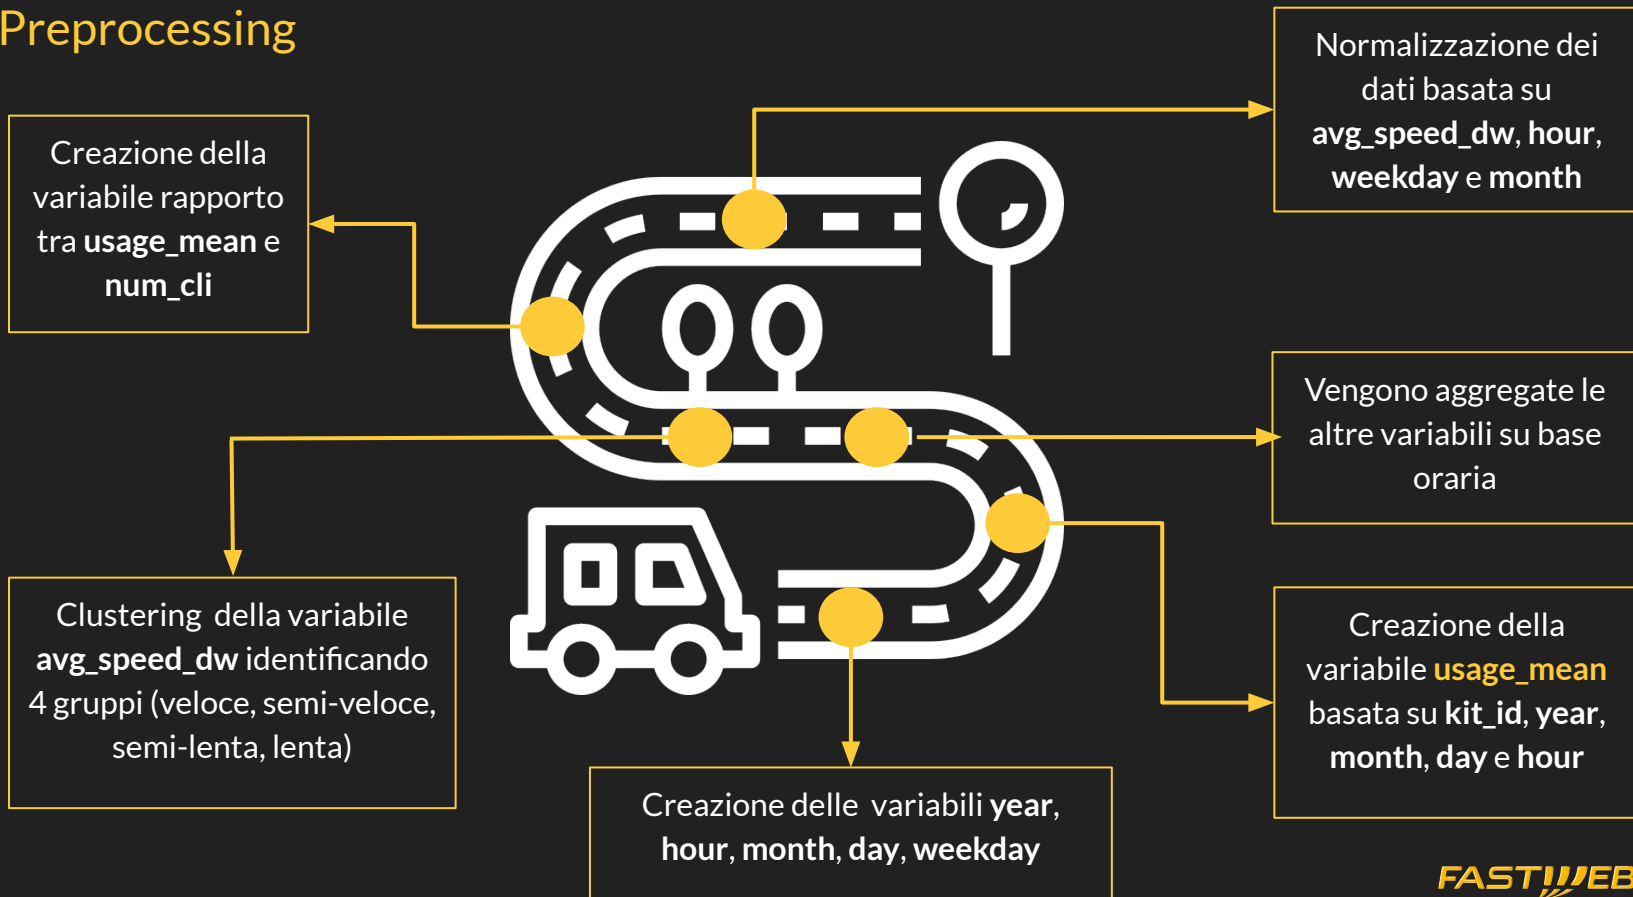 Preprocessing
Normalizzazione dei
dati basata su
avg_speed_dw, hour,
weekday e month
Creazione della
variabile rapporto
tra usage_mean e
num_cli
Vengono aggregate le
altre variabili su base
oraria
Clustering della variabile
avg_speed_dw identificando
4 gruppi (veloce, semi-veloce,
semi-lenta, lenta)
Creazione della
variabile usage_mean
basata su kit_id, year,
month, day e hour
Creazione delle variabili year,
hour, month, day, weekday
FASTWEB